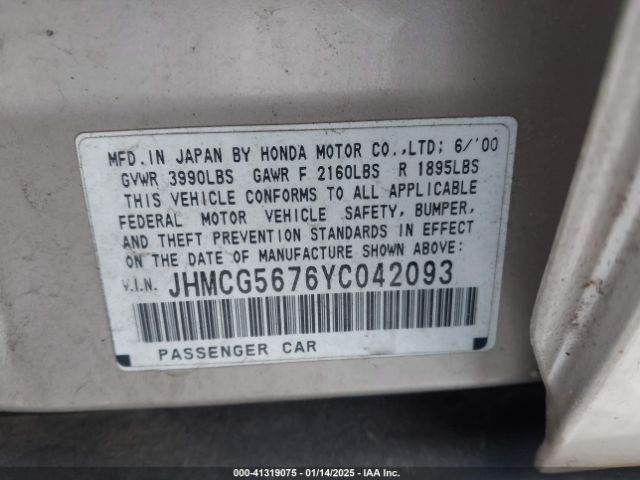 MFD. IN JAPAN BY HONDA MOTOR CO.,LTD; 6/'00
GVWR 3990LBS GAWR F 2160LBS R 1895LBS
THIS VEHICLE CONFORMS TO ALL APPLICABLE
FEDERAL MOTOR VEHICLE SAFETY, BUMPER,
AND THEFT PREVENTION STANDARDS IN EFFECT
ON THE DATE OF MANUFACTURE SHOWN ABOVE:
V.I.N. JHMCG5676YC042093
PASSENGER CAR
© 00-41319075 - 01/14/2025 - IAA Inc.